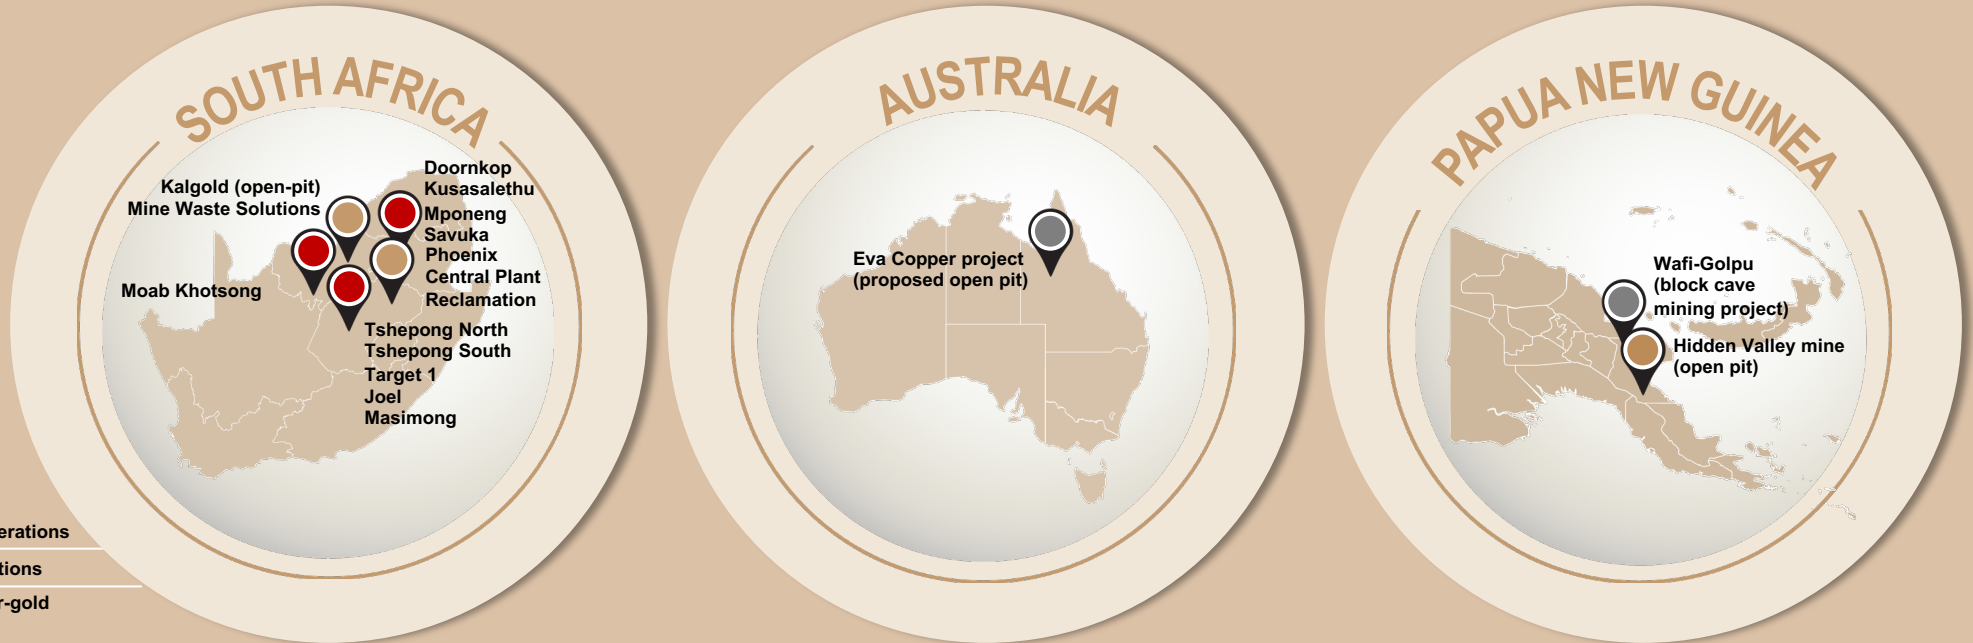 SOUTH AFRICA
Kalgold (open-pit)
Mine Waste Solutions
Doornkop
Kusasalethu
Mponeng
Savuka
Phoenix
Central Plant
Reclamation
Moab Khotsong
Tshepong North
Tshepong South
Target 1
Joel
Masimong
erations
tions
r-gold
AUSTRALIA
Eva Copper project
(proposed open pit)
PAPUA NEW GUINEA
Wafi-Golpu
(block cave
mining project)
Hidden Valley mine
(open pit)